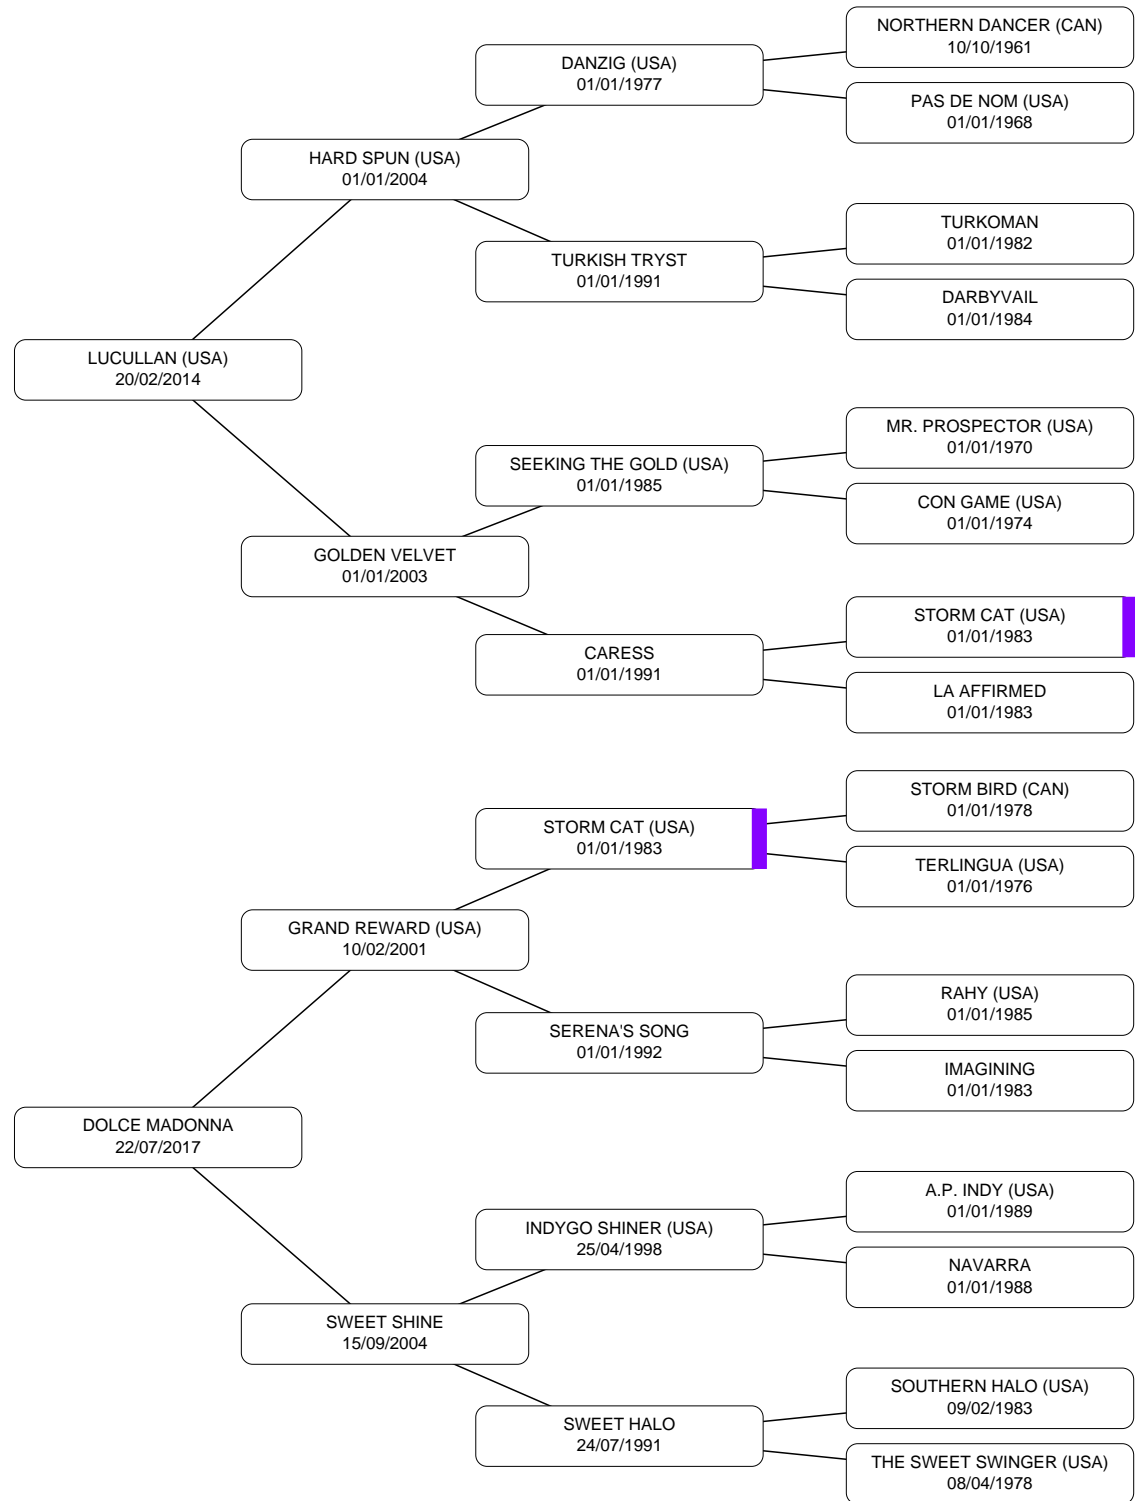 NORTHERN DANCER (CAN)
10/10/1961
DANZIG (USA)
01/01/1977
PAS DE NOM (USA)
01/01/1968
HARD SPUN (USA)
01/01/2004
TURKOMAN
01/01/1982
TURKISH TRYST
01/01/1991
DARBYVAIL
01/01/1984
LUCULLAN (USA)
20/02/2014
MR. PROSPECTOR (USA)
01/01/1970
SEEKING THE GOLD (USA)
01/01/1985
CON GAME (USA)
01/01/1974
GOLDEN VELVET
01/01/2003
STORM CAT (USA)
01/01/1983
CARESS
01/01/1991
LA AFFIRMED
01/01/1983
STORM BIRD (CAN)
01/01/1978
STORM CAT (USA)
01/01/1983
TERLINGUA (USA)
01/01/1976
GRAND REWARD (USA)
10/02/2001
RAHY (USA)
01/01/1985
SERENA'S SONG
01/01/1992
IMAGINING
01/01/1983
DOLCE MADONNA
22/07/2017
A.P. INDY (USA)
01/01/1989
INDYGO SHINER (USA)
25/04/1998
NAVARRA
01/01/1988
SWEET SHINE
15/09/2004
SOUTHERN HALO (USA)
09/02/1983
SWEET HALO
24/07/1991
THE SWEET SWINGER (USA)
08/04/1978